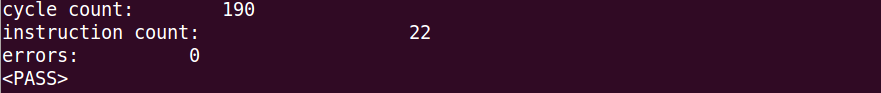 cycle count:        190
instruction count:                   22
errors:          0
<PASS>